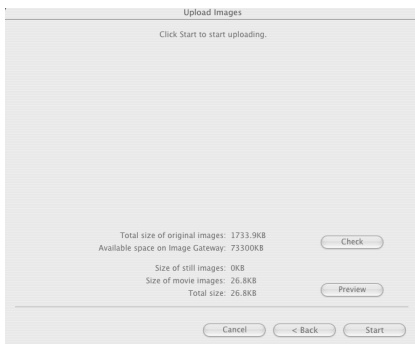 Upload Images
Click Start to start uploading.
Total size of original images: 1733.9KB
Check
Available space on Image Gateway: 73300KB
Size of still images: 0KB
Size of movie images: 26.8KB
Total size: 26.8KB
Preview
Cancel < Back Start